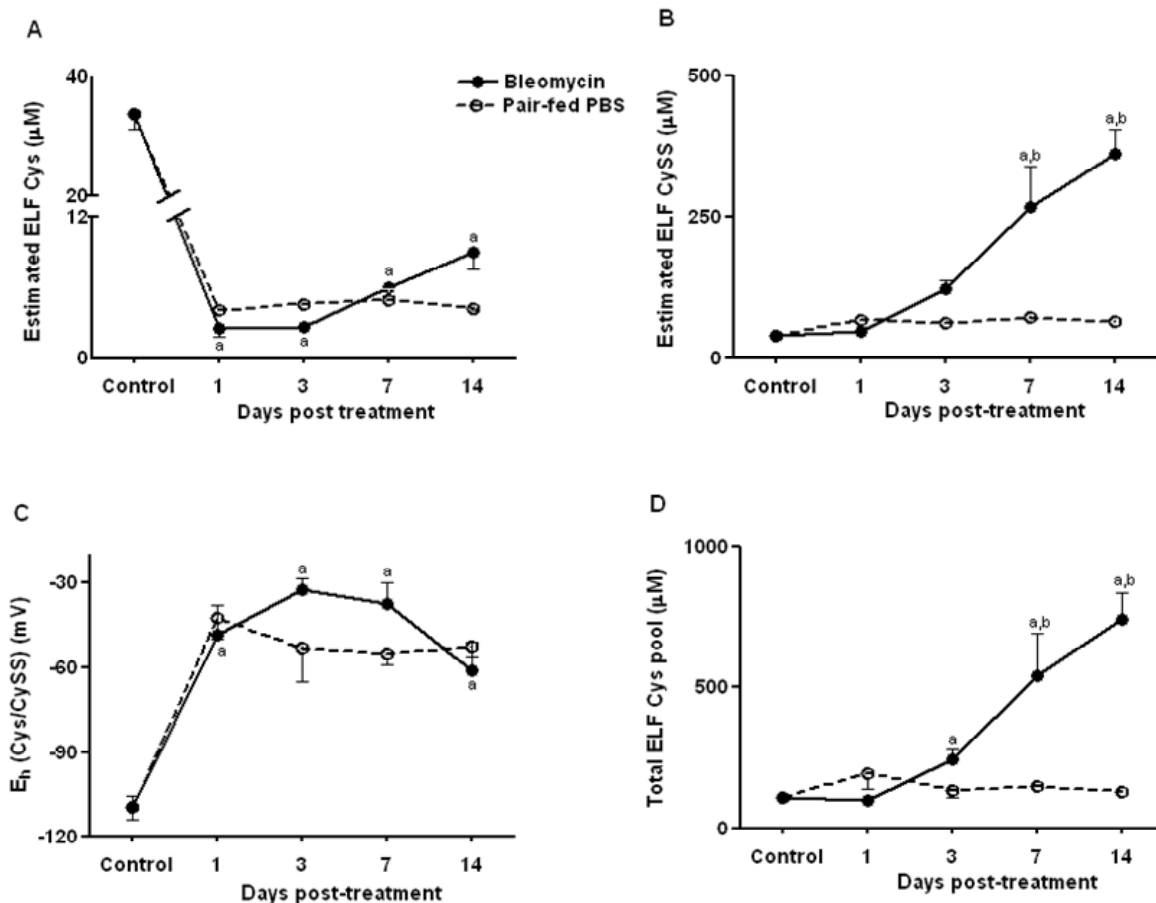 A
Estimated ELF Cys (μM)
40
20
12
0
a
a
a
a
Control 1 3 7 14
Days post treatment
Bleomycin
Pair-fed PBS
B
Estimated ELF CySS (μM)
500
250
0
a,b
a,b
Control 1 3 7 14
Days post-treatment
C
Eh (Cys/CySS) (mV)
-30
-60
-90
-120
a
a
a
a
Control 1 3 7 14
Days post-treatment
D
Total ELF Cys pool (μM)
1000
500
0
a
a,b
a,b
Control 1 3 7 14
Days post-treatment